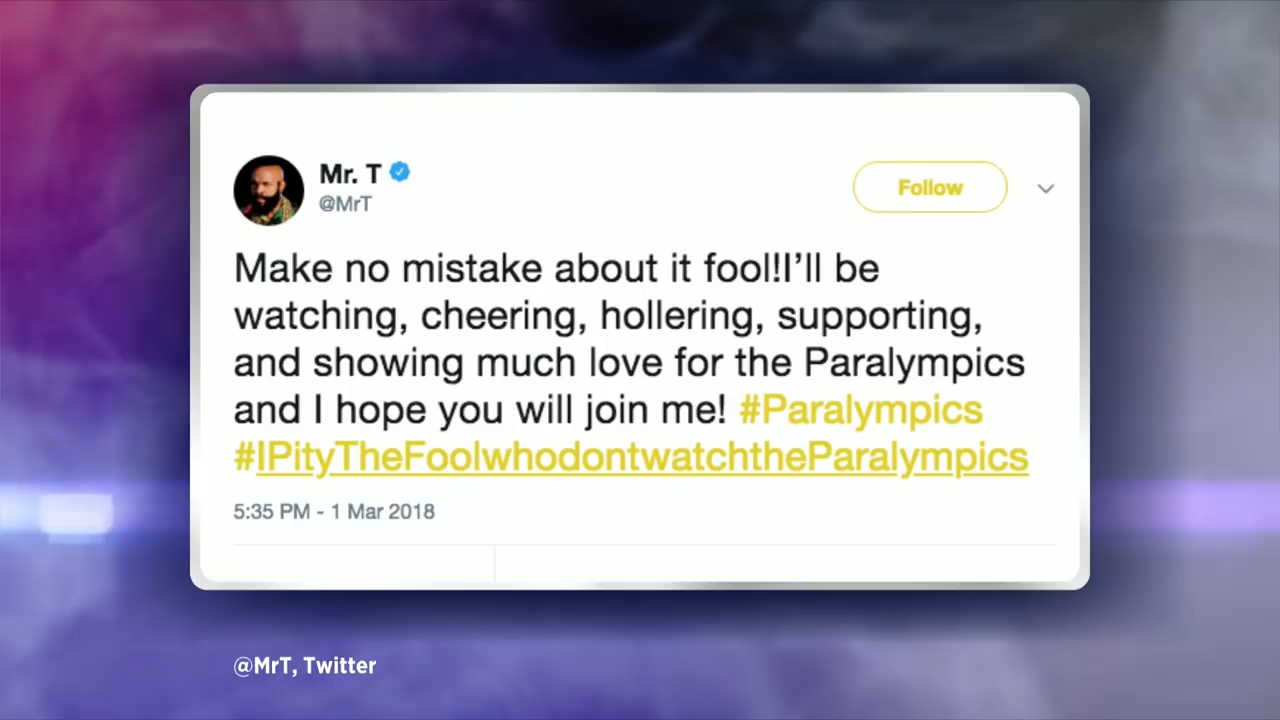 Mr. T
@MrT
Follow
Make no mistake about it fool!I’ll be
watching, cheering, hollering, supporting,
and showing much love for the Paralympics
and I hope you will join me! #Paralympics
#IPityTheFoolwhodontwatchtheParalympics
5:35 PM - 1 Mar 2018
@MrT, Twitter